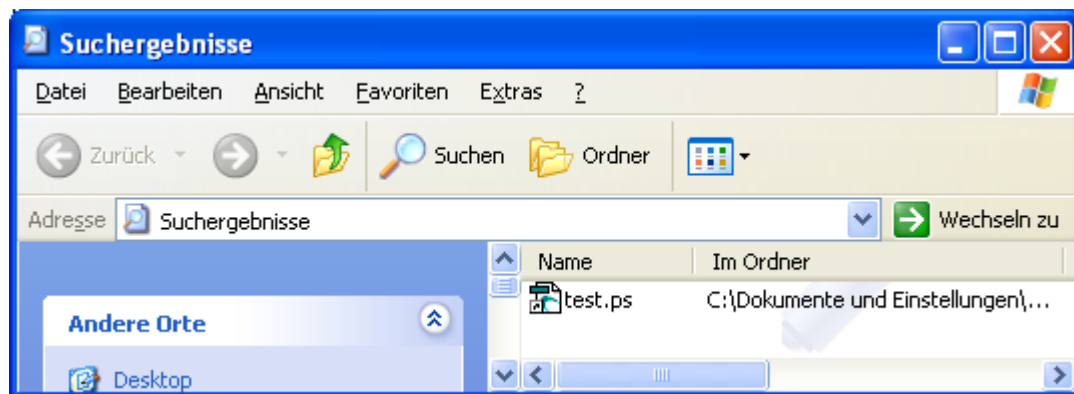 Suchergebnisse
Datei Bearbeiten Ansicht Favoriten Extras ?
Zurück Suchen Ordner
Adresse Suchergebnisse Wechseln zu
Name Im Ordner
test.ps C:\Dokumente und Einstellungen\...
Andere Orte
Desktop